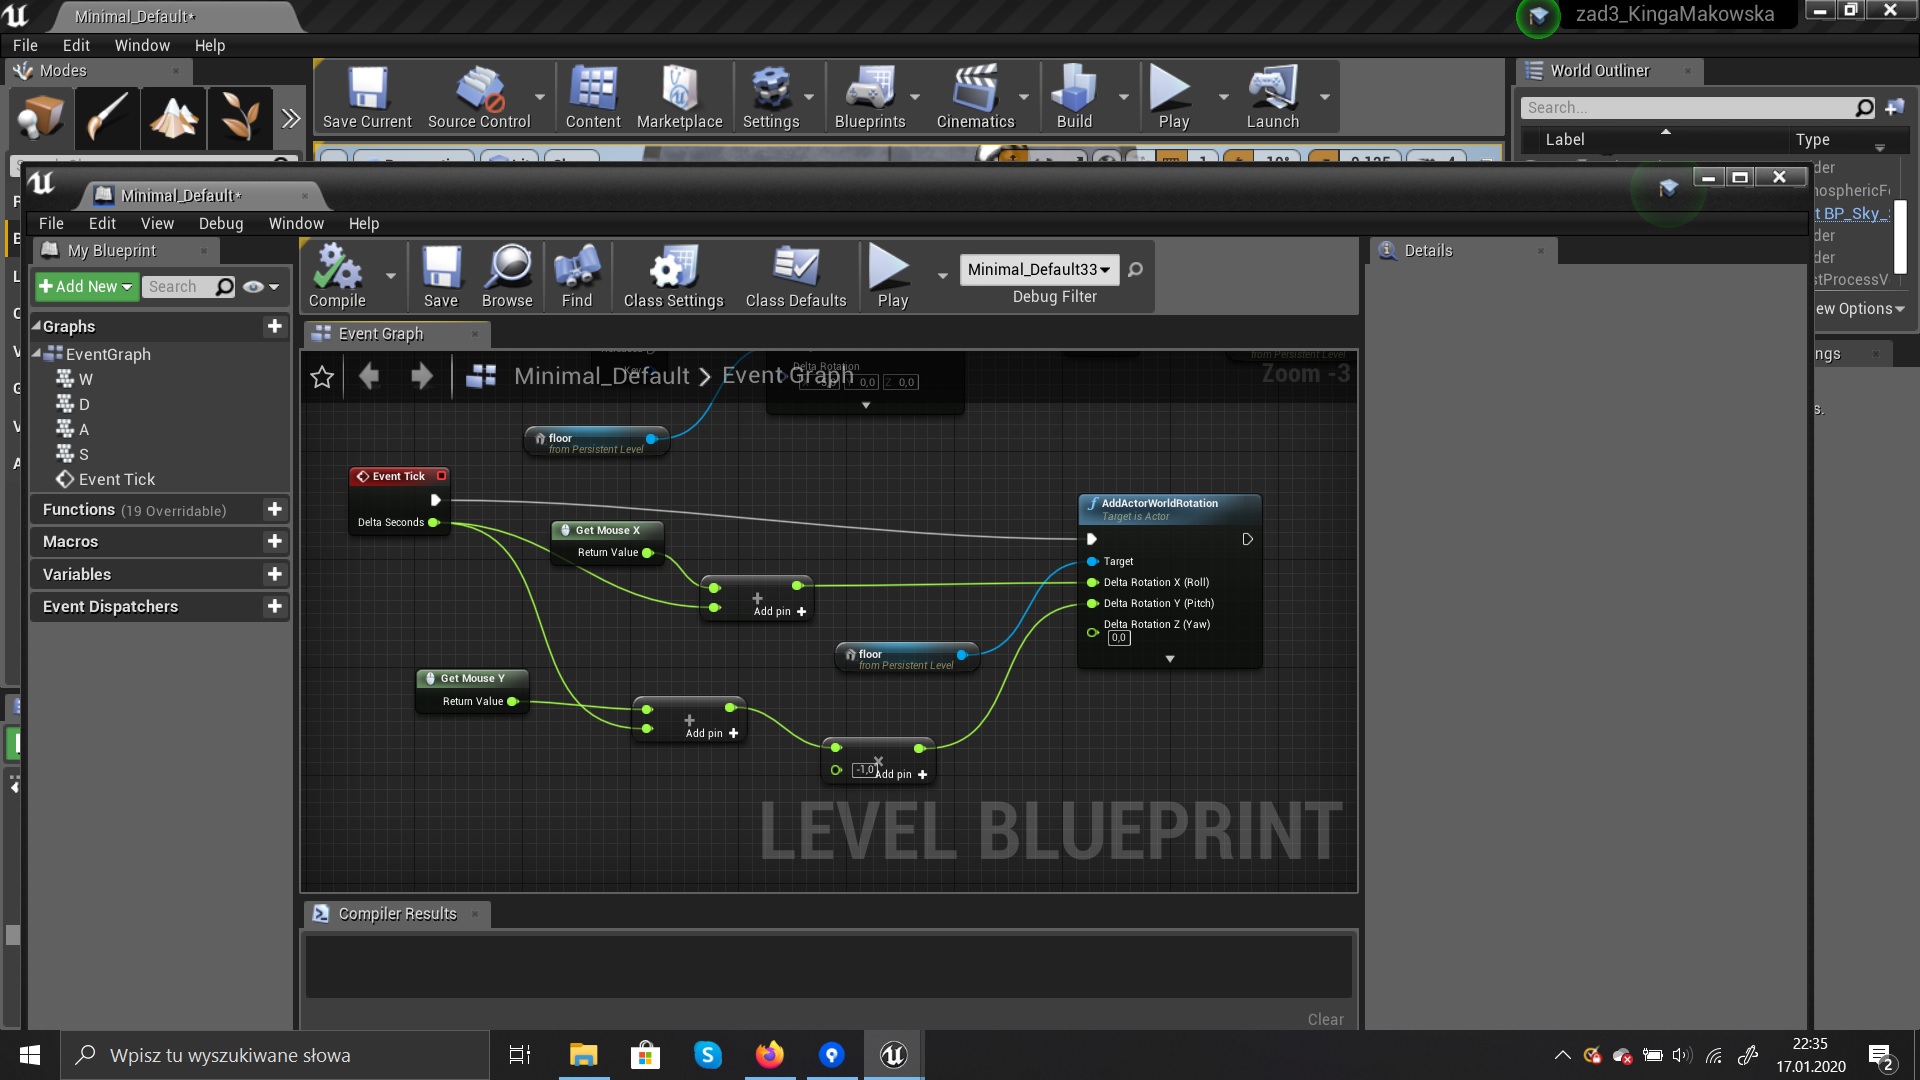 Minimal_Default*
zad3_KingaMakowska
File Edit Window Help
Modes
World Outliner
Save Current
Source Control
Content
Marketplace
Settings
Blueprints
Cinematics
Build
Play
Launch
Search...
Label
Type
Minimal_Default*
File Edit View Debug Window Help
My Blueprint
Add New
Search
Compile
Save
Browse
Find
Class Settings
Class Defaults
Play
Minimal_Default33
Debug Filter
Details
BP_Sky_
ew Options
Graphs
EventGraph
W
D
A
S
Event Tick
Functions (19 Overridable)
Macros
Variables
Event Dispatchers
Event Graph
Minimal_Default > Event Graph
Zoom -3
Delta Rotation
0,0
Z 0,0
from Persistent Level
floor
from Persistent Level
Event Tick
Delta Seconds
Get Mouse X
Return Value
Add pin
AddActorWorldRotation
Target is Actor
Target
Delta Rotation X (Roll)
Delta Rotation Y (Pitch)
Delta Rotation Z (Yaw)
0,0
floor
from Persistent Level
Get Mouse Y
Return Value
Add pin
-1,0
Add pin
LEVEL BLUEPRINT
Compiler Results
Clear
Wpisz tu wyszukiwane słowa
22:35
17.01.2020
2